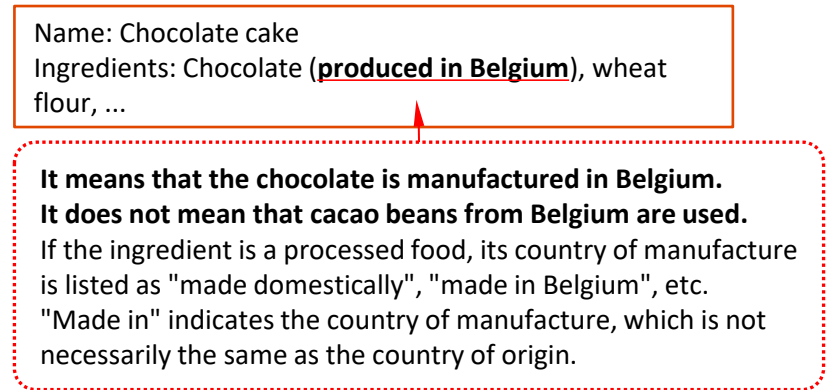 Name: Chocolate cake
Ingredients: Chocolate (produced in Belgium), wheat
flour, ...
It means that the chocolate is manufactured in Belgium.
It does not mean that cacao beans from Belgium are used.
If the ingredient is a processed food, its country of manufacture
is listed as "made domestically", "made in Belgium", etc.
"Made in" indicates the country of manufacture, which is not
necessarily the same as the country of origin.